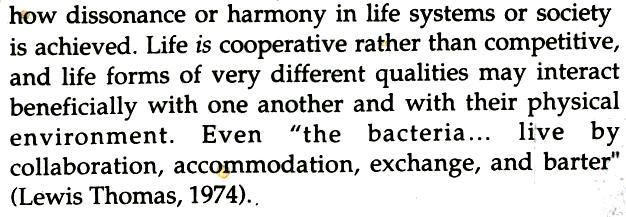 how dissonance or harmony in life systems or society
is achieved. Life is cooperative rather than competitive,
and life forms of very different qualities may interact
beneficially with one another and with their physical
environment. Even "the bacteria... live by
collaboration, accommodation, exchange, and barter"
(Lewis Thomas, 1974)..